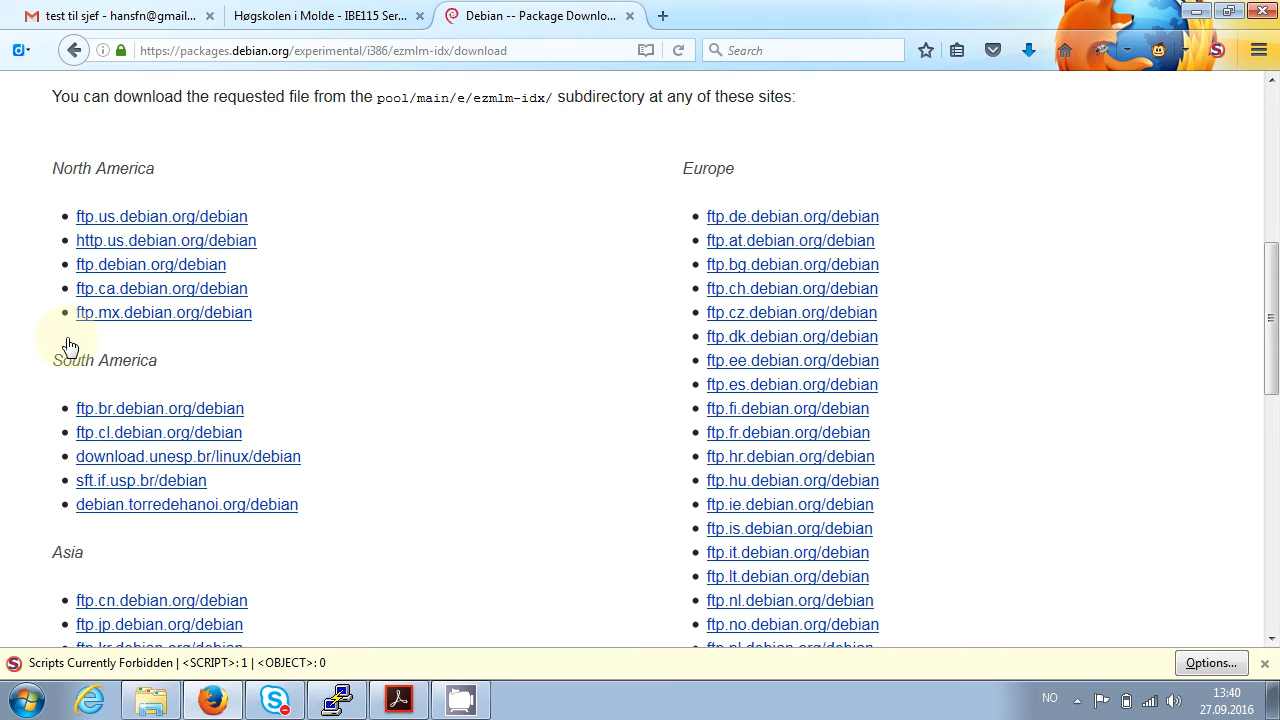 test til sjef - hansfn@gmail...
Høgskolen i Molde - IBE115 Ser...
Debian -- Package Downlo...
https://packages.debian.org/experimental/i386/ezmlm-idx/download
Search
You can download the requested file from the pool/main/e/ezmlm-idx/ subdirectory at any of these sites:
North America
ftp.us.debian.org/debian
http.us.debian.org/debian
ftp.debian.org/debian
ftp.ca.debian.org/debian
ftp.mx.debian.org/debian
South America
ftp.br.debian.org/debian
ftp.cl.debian.org/debian
download.unesp.br/linux/debian
sft.if.usp.br/debian
debian.torredehanoi.org/debian
Asia
ftp.cn.debian.org/debian
ftp.jp.debian.org/debian
ftp.kr.debian.org/debian
Europe
ftp.de.debian.org/debian
ftp.at.debian.org/debian
ftp.bg.debian.org/debian
ftp.ch.debian.org/debian
ftp.cz.debian.org/debian
ftp.dk.debian.org/debian
ftp.ee.debian.org/debian
ftp.es.debian.org/debian
ftp.fi.debian.org/debian
ftp.fr.debian.org/debian
ftp.hr.debian.org/debian
ftp.hu.debian.org/debian
ftp.ie.debian.org/debian
ftp.is.debian.org/debian
ftp.it.debian.org/debian
ftp.lt.debian.org/debian
ftp.nl.debian.org/debian
ftp.no.debian.org/debian
ftp.pl.debian.org/debian
Scripts Currently Forbidden | <SCRIPT>: 1 | <OBJECT>: 0
Options...
NO
13:40
27.09.2016